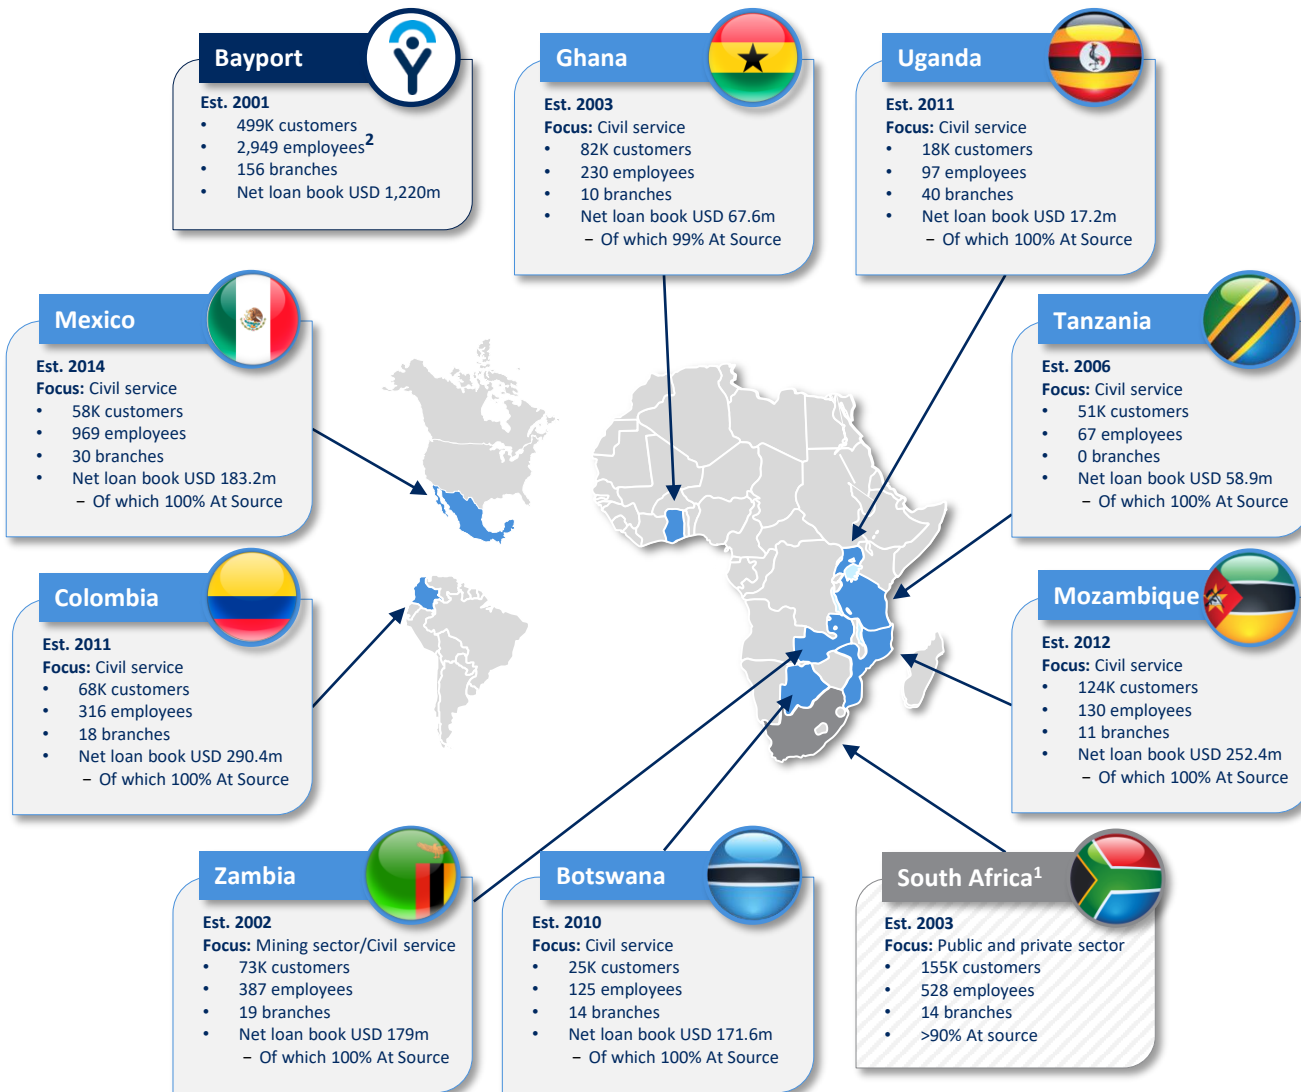 Bayport
Est. 2001
• 499K customers
• 2,949 employees2
• 156 branches
• Net loan book USD 1,220m
Ghana
Est. 2003
Focus: Civil service
• 82K customers
• 230 employees
• 10 branches
• Net loan book USD 67.6m
– Of which 99% At Source
Uganda
Est. 2011
Focus: Civil service
• 18K customers
• 97 employees
• 40 branches
• Net loan book USD 17.2m
– Of which 100% At Source
Mexico
Est. 2014
Focus: Civil service
• 58K customers
• 969 employees
• 30 branches
• Net loan book USD 183.2m
– Of which 100% At Source
Tanzania
Est. 2006
Focus: Civil service
• 51K customers
• 67 employees
• 0 branches
• Net loan book USD 58.9m
– Of which 100% At Source
Colombia
Est. 2011
Focus: Civil service
• 68K customers
• 316 employees
• 18 branches
• Net loan book USD 290.4m
– Of which 100% At Source
Mozambique
Est. 2012
Focus: Civil service
• 124K customers
• 130 employees
• 11 branches
• Net loan book USD 252.4m
– Of which 100% At Source
Zambia
Est. 2002
Focus: Mining sector/Civil service
• 73K customers
• 387 employees
• 19 branches
• Net loan book USD 179m
– Of which 100% At Source
Botswana
Est. 2010
Focus: Civil service
• 25K customers
• 125 employees
• 14 branches
• Net loan book USD 171.6m
– Of which 100% At Source
South Africa1
Est. 2003
Focus: Public and private sector
• 155K customers
• 528 employees
• 14 branches
• >90% At source